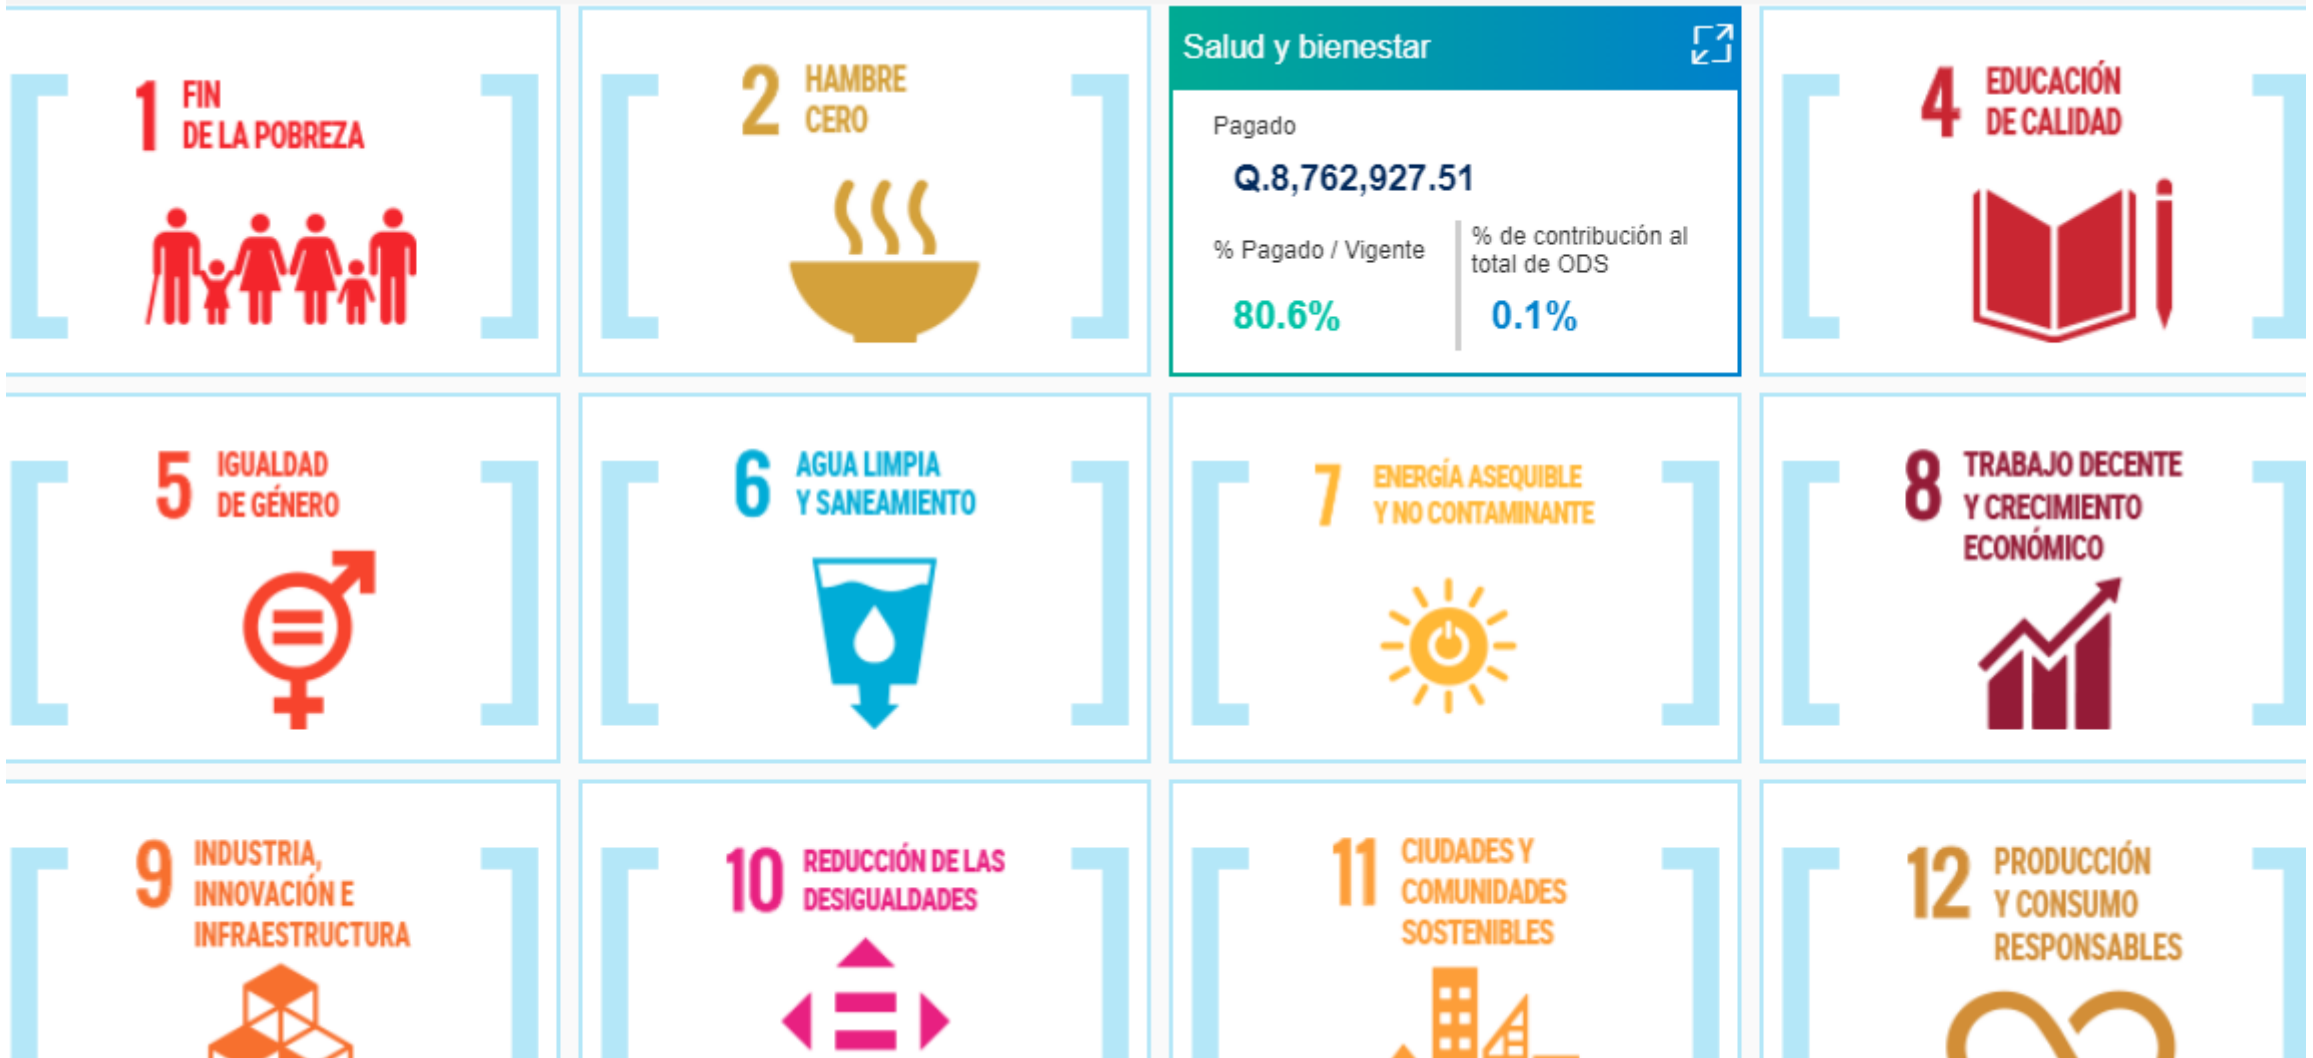 1 FIN
DE LA POBREZA
2 HAMBRE
CERO
Salud y bienestar
Pagado
Q.8,762,927.51
% Pagado / Vigente
80.6%
% de contribución al
total de ODS
0.1%
4 EDUCACIÓN
DE CALIDAD
5 IGUALDAD
DE GÉNERO
6 AGUA LIMPIA
Y SANEAMIENTO
7 ENERGÍA ASEQUIBLE
Y NO CONTAMINANTE
8 TRABAJO DECENTE
Y CRECIMIENTO
ECONÓMICO
9 INDUSTRIA,
INNOVACIÓN E
INFRAESTRUCTURA
10 REDUCCIÓN DE LAS
DESIGUALDADES
11 CIUDADES Y
COMUNIDADES
SOSTENIBLES
12 PRODUCCIÓN
Y CONSUMO
RESPONSABLES